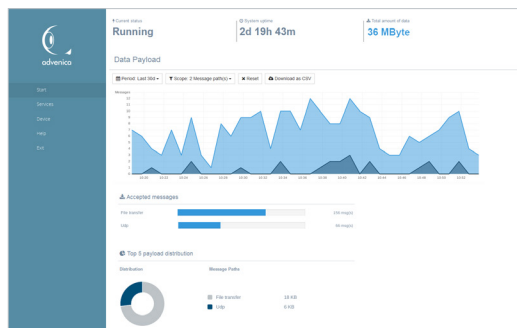 advenica
Start
Services
Device
Help
Exit
Current status
Running
System uptime
2d 19h 43m
Total amount of data
36 MByte
Data Payload
Period: Last 30d
Scope: 2 Message path(s)
Reset
Download as CSV
Messages
Accepted messages
File transfer
Udp
Top 5 payload distribution
Distribution
Message Paths
File transfer 18 KB
Udp 6 KB